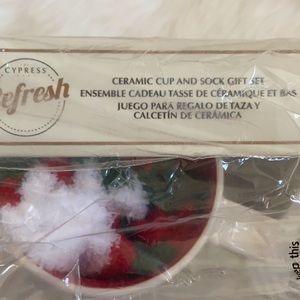 CYPRESS
Refresh
CERAMIC CUP AND SOCK GIFT SET
ENSEMBLE CADEAU TASSE DE CÉRAMIQUE ET BAS
JUEGO PARA REGALO DE TAZA Y
CALCETÍN DE CERÁMICA
this